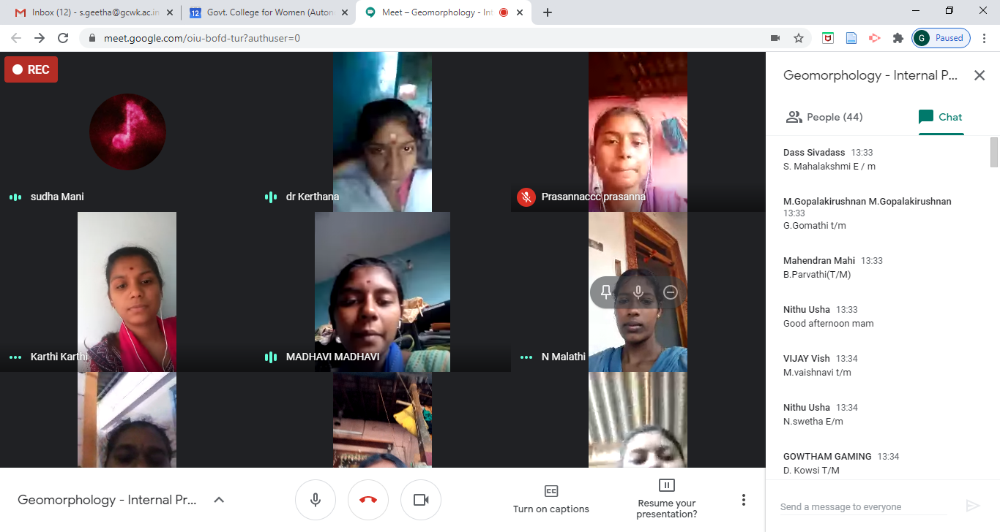 Inbox (12) - s.geetha@gcwk.ac.in
Govt. College for Women (Auton
Meet – Geomorphology - Int
meet.google.com/oiu-bofd-tur?authuser=0
G Paused
REC
sudha Mani
dr Kerthana
Prasannaccc prasanna
Karthi Karthi
MADHAVI MADHAVI
N Malathi
Geomorphology - Internal Pr...
CC
Turn on captions
Resume your
presentation?
Geomorphology - Internal P...
People (44)
Chat
Dass Sivadass 13:33
S. Mahalakshmi E / m
M.Gopalakirushnan M.Gopalakirushnan
13:33
G.Gomathi t/m
Mahendran Mahi 13:33
B.Parvathi(T/M)
Nithu Usha 13:33
Good afternoon mam
VIJAY Vish 13:34
M.vaishnavi t/m
Nithu Usha 13:34
N.swetha E/m
GOWTHAM GAMING 13:34
D. Kowsi T/M
Send a message to everyone